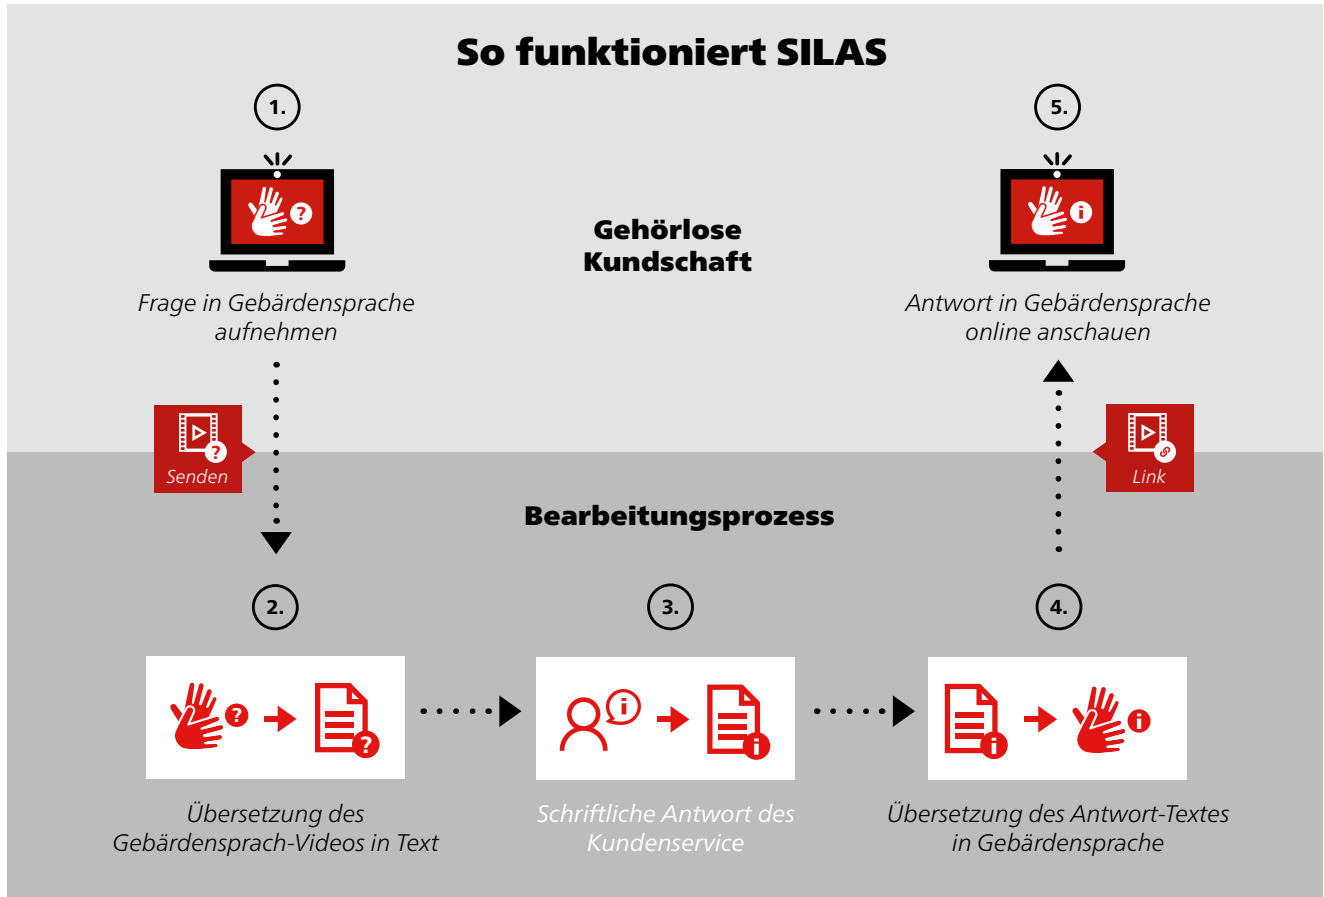 So funktioniert SILAS
1.
5.
?
i
Gehörlose
Kundschaft
Frage in Gebärdensprache
aufnehmen
Antwort in Gebärdensprache
online anschauen
?
Senden
Link
Bearbeitungsprozess
2.
3.
4.
?
?
i
i
i
i
Übersetzung des
Gebärdensprach-Videos in Text
Schriftliche Antwort des
Kundenservice
Übersetzung des Antwort-Textes
in Gebärdensprache